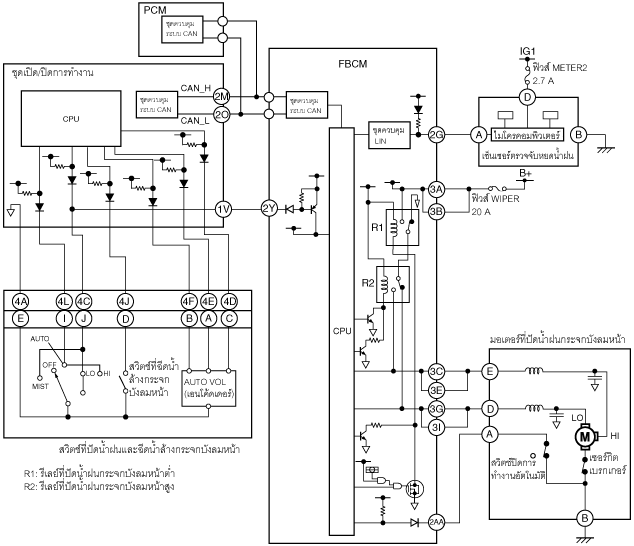 PCM
ชุดควบคุม
ระบบ CAN
IG1
ฟิวส์ METER2
2.7 A
FBCM
ชุดเปิด/ปิดการทำงาน
CPU
ชุดควบคุม
ระบบ CAN
CAN_H
2M
2O
CAN_L
ชุดควบคุม
ระบบ CAN
ชุดควบคุม
LIN
2G
D
A
ไมโครคอมพิวเตอร์
B
เซ็นเซอร์ตรวจจับหยดน้ำฝน
B+
ฟิวส์ WIPER
20 A
3A
3B
1V
2Y
R1
R2
CPU
4A 4L 4C 4J 4F 4E 4D
E I J D B A C
AUTO
OFF
MIST
LO
HI
สวิตช์ที่ฉีดน้ำ
ล้างกระจก
บังลมหน้า
AUTO VOL
(เอนโค้ดเดอร์)
สวิตช์ที่ปัดน้ำฝนและฉีดน้ำล้างกระจกบังลมหน้า
R1: รีเลย์ที่ปัดน้ำฝนกระจกบังลมหน้าต่ำ
R2: รีเลย์ที่ปัดน้ำฝนกระจกบังลมหน้าสูง
3C
3E
3G
3I
2AA
มอเตอร์ที่ปัดน้ำฝนกระจกบังลมหน้า
E
D
A
LO
M
HI
สวิตช์ปิดการ
ทำงานอัตโนมัติ
เซอร์กิต
เบรกเกอร์
B